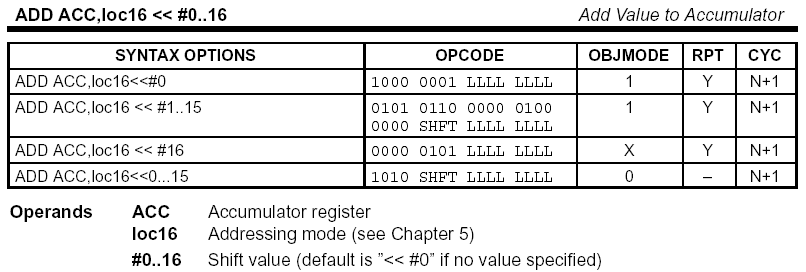 ADD ACC,loc16 << #0..16 Add Value to Accumulator
SYNTAX OPTIONS OPCODE OBJMODE RPT CYC
ADD ACC,loc16<<#0 1000 0001 LLLL LLLL 1 Y N+1
ADD ACC,loc16 << #1..15 0101 0110 0000 0100 1 Y N+1
0000 SHFT LLLL LLLL
ADD ACC,loc16 << #16 0000 0101 LLLL LLLL X Y N+1
ADD ACC,loc16<<0...15 1010 SHFT LLLL LLLL 0 – N+1
Operands ACC Accumulator register
loc16 Addressing mode (see Chapter 5)
#0..16 Shift value (default is ”<< #0” if no value specified)